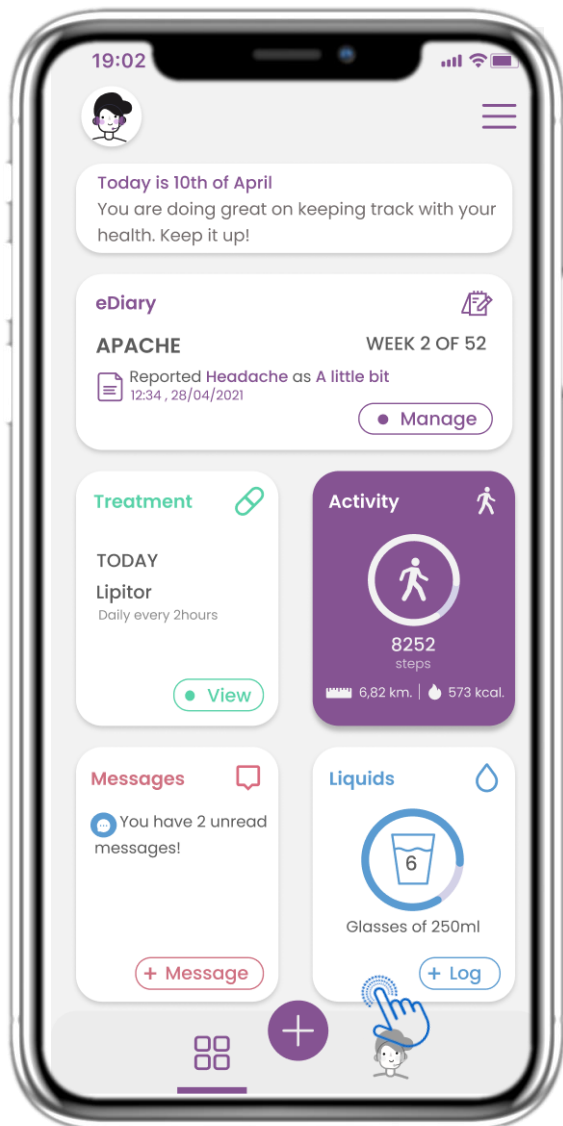 19:02
Today is 10th of April
You are doing great on keeping track with your
health. Keep it up!
eDiary
APACHE
WEEK 2 OF 52
Reported Headache as A little bit
12:34 , 28/04/2021
Manage
Treatment
TODAY
Lipitor
Daily every 2hours
View
Activity
8252
steps
6,82 km. | 573 kcal.
Messages
You have 2 unread
messages!
+ Message
Liquids
6
Glasses of 250ml
+ Log